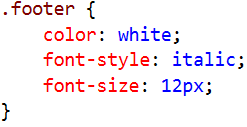 .footer {
    color: white;
    font-style: italic;
    font-size: 12px;
}